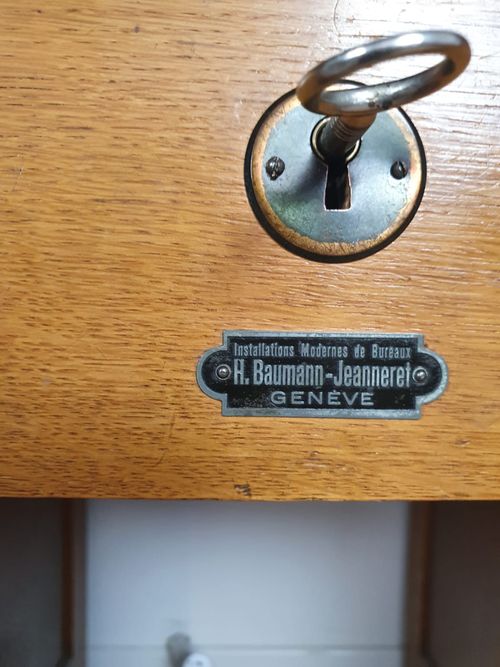 Installations Modernes de Bureaux
H. Baumann-Jeanneret
GENÈVE